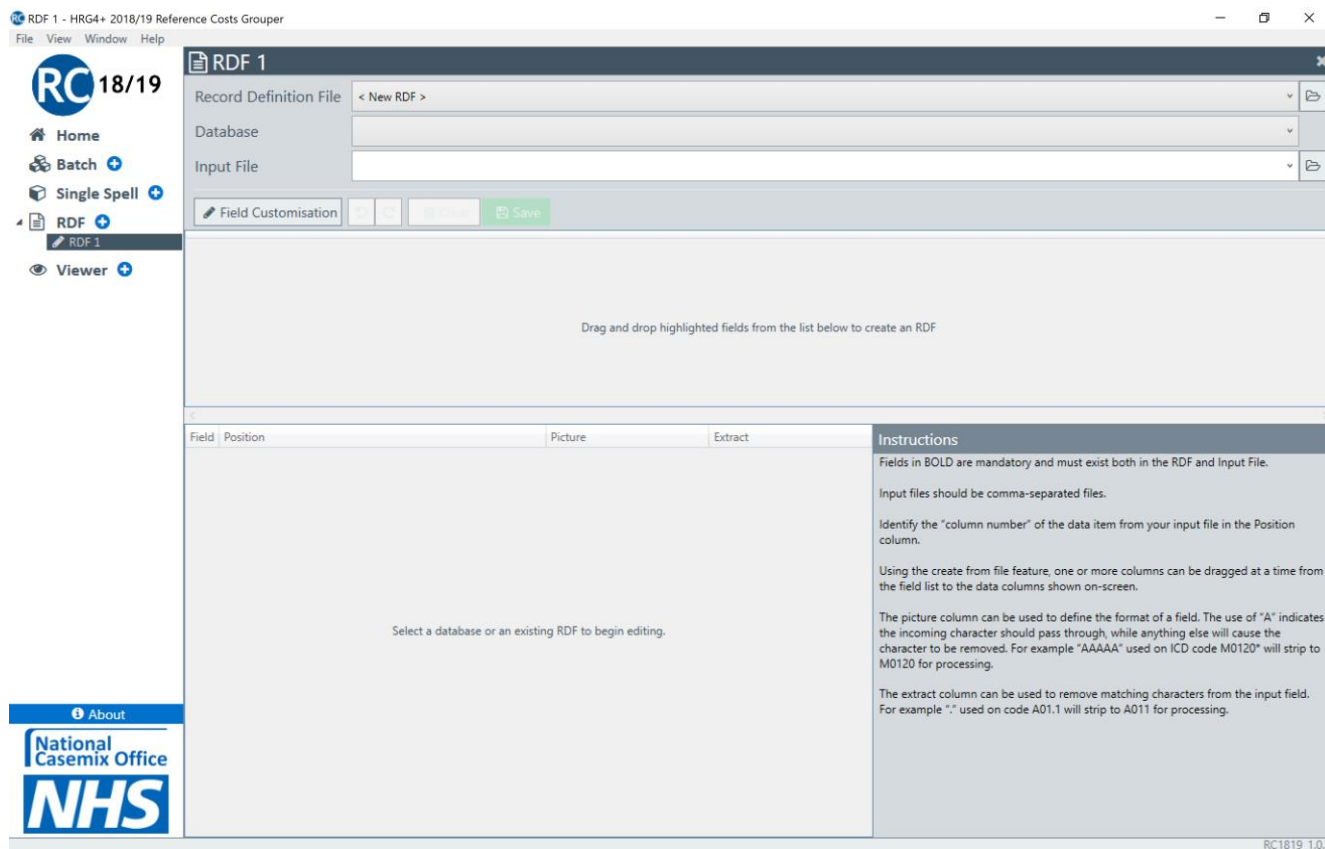 RC RDF 1 - HRG4+ 2018/19 Reference Costs Grouper
File View Window Help
RC 18/19
Home
Batch
Single Spell
RDF
RDF 1
Viewer
About
National
Casemix Office
NHS
RDF 1
Record Definition File < New RDF >
Database
Input File
Field Customisation Save
Drag and drop highlighted fields from the list below to create an RDF
Field Position Picture Extract
Select a database or an existing RDF to begin editing.
Instructions
Fields in BOLD are mandatory and must exist both in the RDF and Input File.
Input files should be comma-separated files.
Identify the "column number" of the data item from your input file in the Position
column.
Using the create from file feature, one or more columns can be dragged at a time from
the field list to the data columns shown on-screen.
The picture column can be used to define the format of a field. The use of "A" indicates
the incoming character should pass through, while anything else will cause the
character to be removed. For example "AAAAA" used on ICD code M0120* will strip to
M0120 for processing.
The extract column can be used to remove matching characters from the input field.
For example "." used on code A01.1 will strip to A011 for processing.
RC1819 1.0.